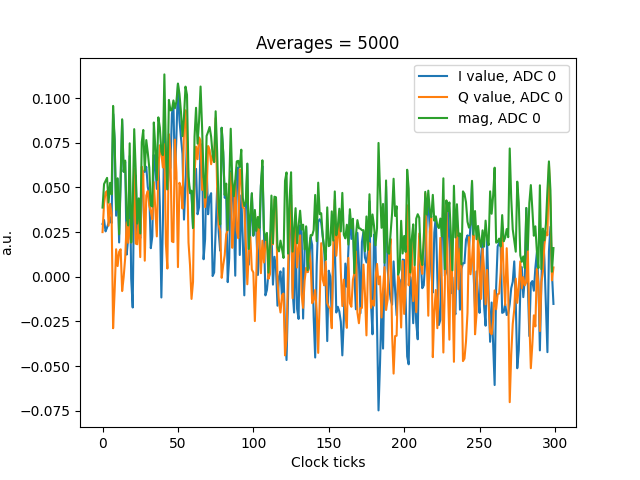 Averages = 5000
I value, ADC 0
Q value, ADC 0
mag, ADC 0
0.100
0.075
0.050
0.025
0.000
−0.025
−0.050
−0.075
a.u.
0 50 100 150 200 250 300
Clock ticks